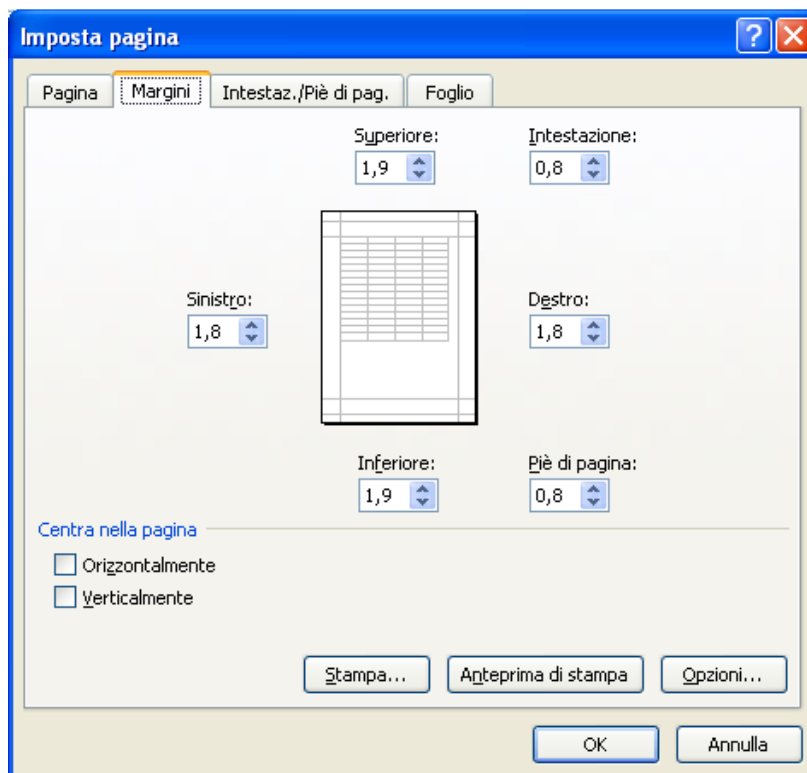 Imposta pagina
Pagina Margini Intestaz./Piè di pag. Foglio
Superiore: Intestazione:
1,9 0,8
Sinistro: Destro:
1,8 1,8
Inferiore: Piè di pagina:
1,9 0,8
Centra nella pagina
Orizzontalmente
Verticalmente
Stampa... Anteprima di stampa Opzioni...
OK Annulla